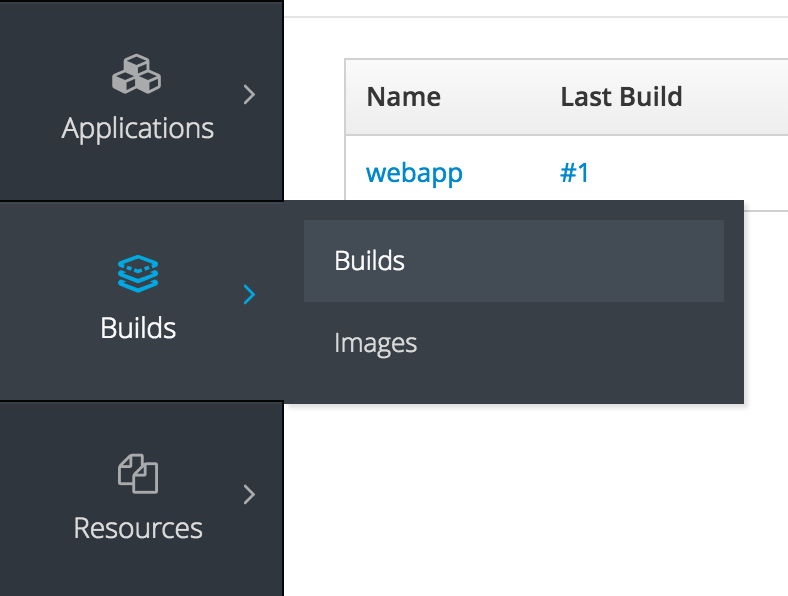 Applications
Name Last Build
webapp #1
Builds
Builds
Images
Resources